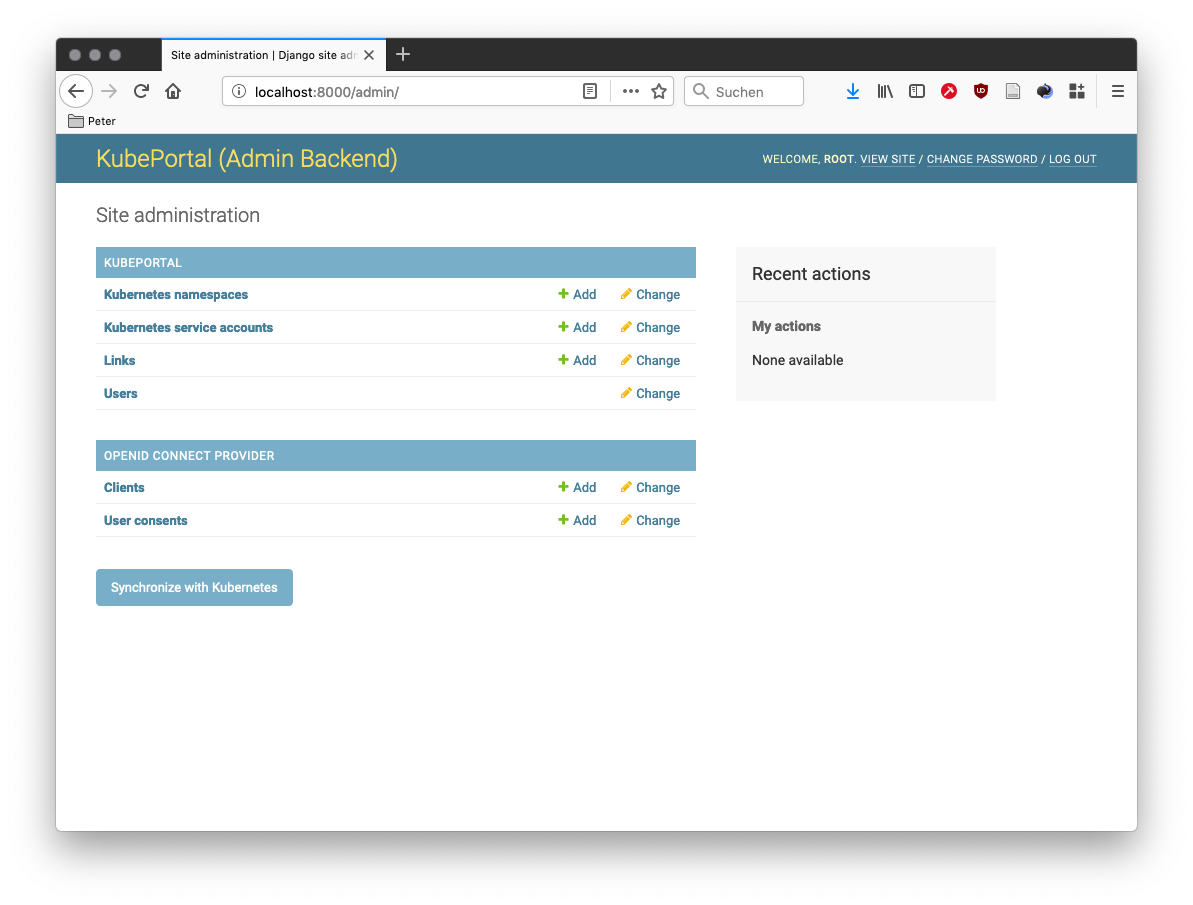 Site administration | Django site adm
localhost:8000/admin/
Suchen
Peter
KubePortal (Admin Backend)
WELCOME, ROOT. VIEW SITE / CHANGE PASSWORD / LOG OUT
Site administration
KUBEPORTAL
Kubernetes namespaces Add Change
Kubernetes service accounts Add Change
Links Add Change
Users Change
OPENID CONNECT PROVIDER
Clients Add Change
User consents Add Change
Synchronize with Kubernetes
Recent actions
My actions
None available